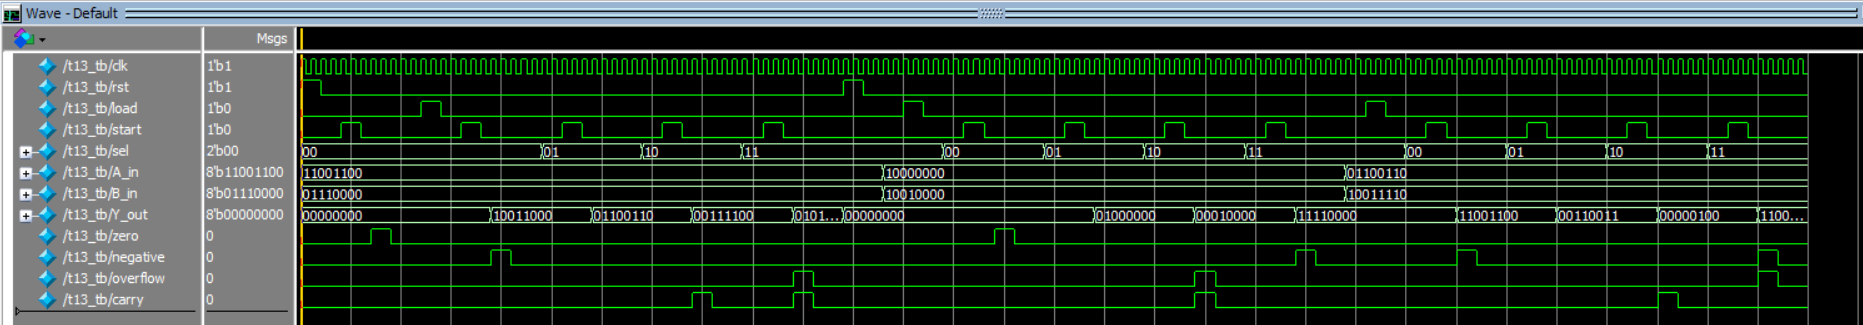 Wave - Default
Msgs
/t13_tb/clk 1'b1
/t13_tb/rst 1'b1
/t13_tb/load 1'b0
/t13_tb/start 1'b0
/t13_tb/sel 2'b00 00 01 10 11 00 01 10 11 00 01 10 11
/t13_tb/A_in 8'b11001100 11001100 10000000 01100110
/t13_tb/B_in 8'b01110000 01110000 10010000 10011110
/t13_tb/Y_out 8'b00000000 00000000 10011000 01100110 00111100 0101... 00000000 01000000 00010000 11110000 11001100 00110011 00000100 1100...
/t13_tb/zero 0
/t13_tb/negative 0
/t13_tb/overflow 0
/t13_tb/carry 0